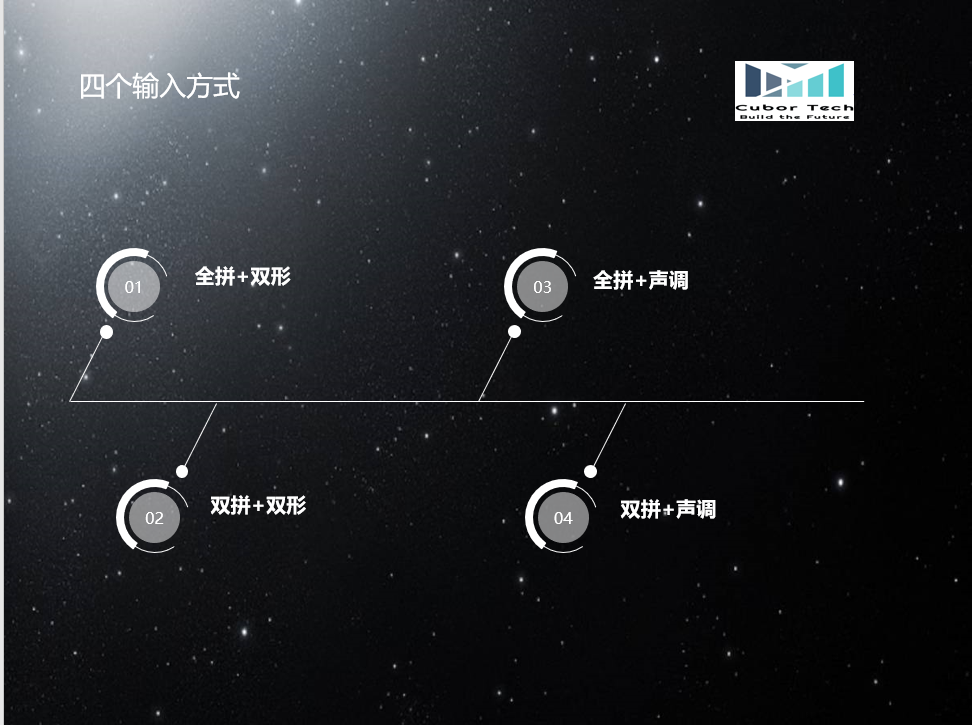 四个输入方式
Cubor Tech
Build the Future
01
全拼+双形
03
全拼+声调
02
双拼+双形
04
双拼+声调